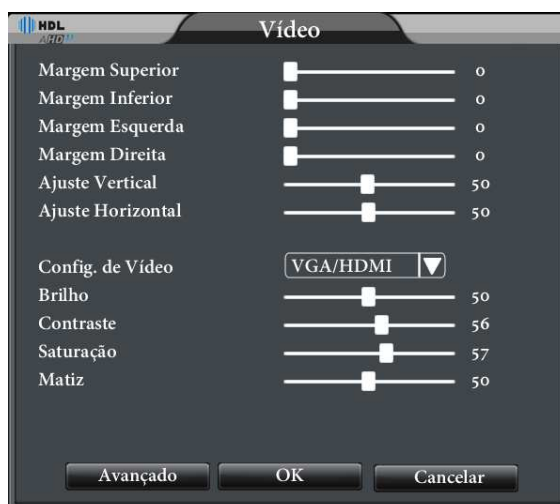 HDL
AHD
Vídeo
Margem Superior 0
Margem Inferior 0
Margem Esquerda 0
Margem Direita 0
Ajuste Vertical 50
Ajuste Horizontal 50
Config. de Vídeo VGA/HDMI
Brilho 50
Contraste 56
Saturação 57
Matiz 50
Avançado OK Cancelar